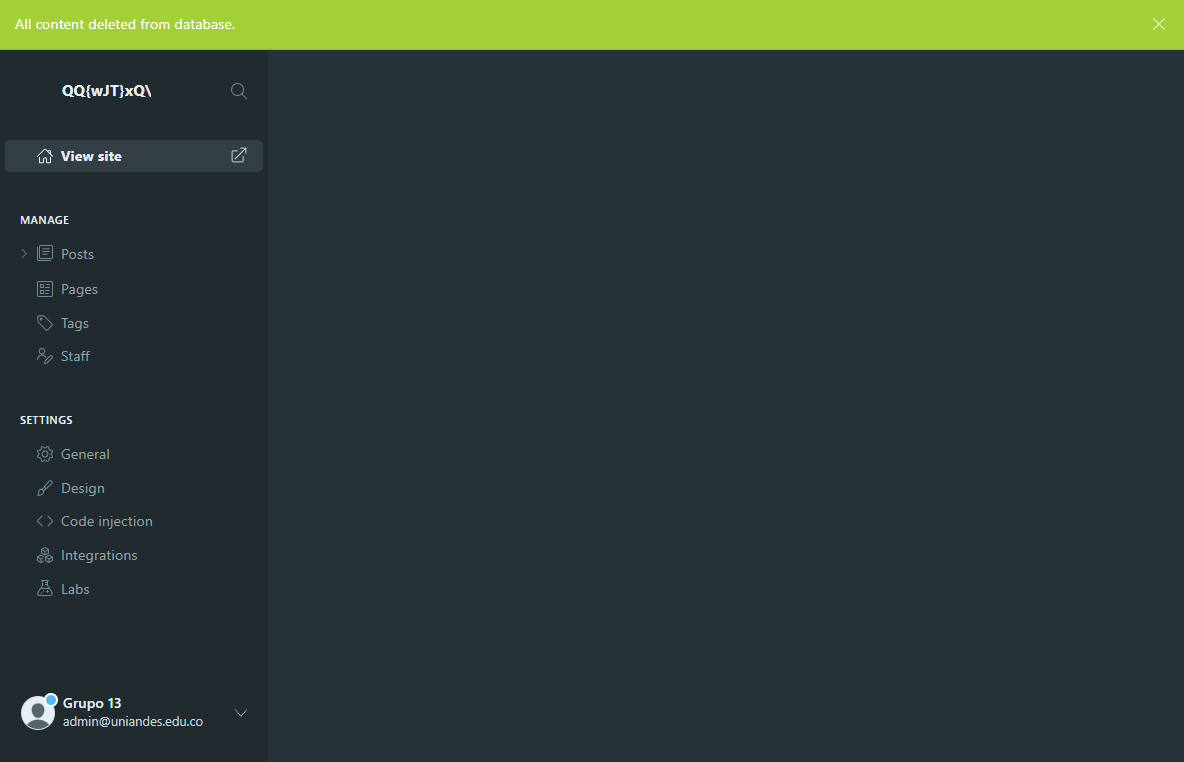 All content deleted from database.
QQ{wJT}xQ\
View site
MANAGE
Posts
Pages
Tags
Staff
SETTINGS
General
Design
Code injection
Integrations
Labs
Grupo 13
admin@uniandes.edu.co